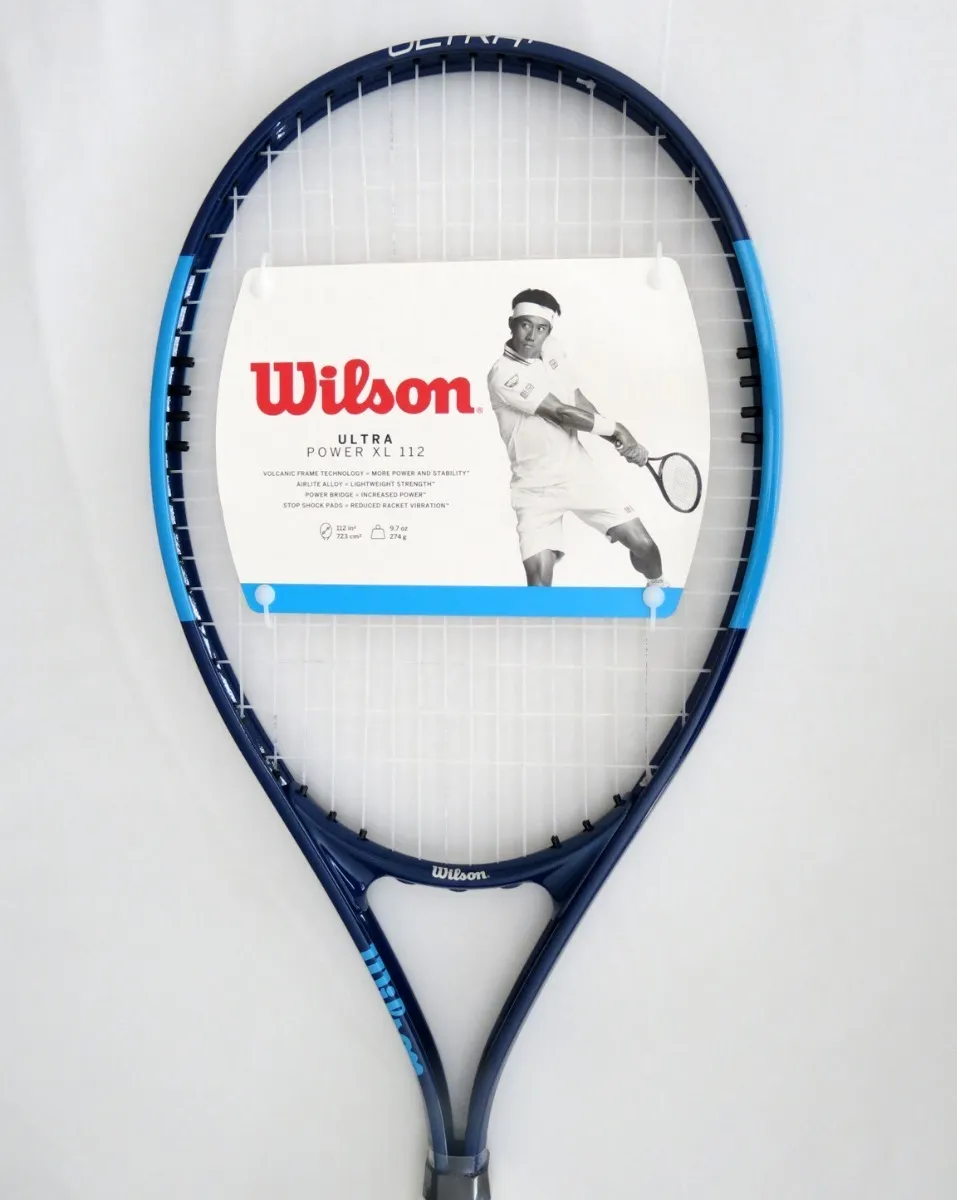 ULTRA
Wilson®
ULTRA
POWER XL 112
VOLCANIC FRAME TECHNOLOGY = MORE POWER AND STABILITY™
AIRLITE ALLOY = LIGHTWEIGHT STRENGTH™
POWER BRIDGE = INCREASED POWER™
STOP SHOCK PADS = REDUCED RACKET VIBRATION™
112 in² 9.7 oz
723 cm² 274 g
Wilson.
Wilson